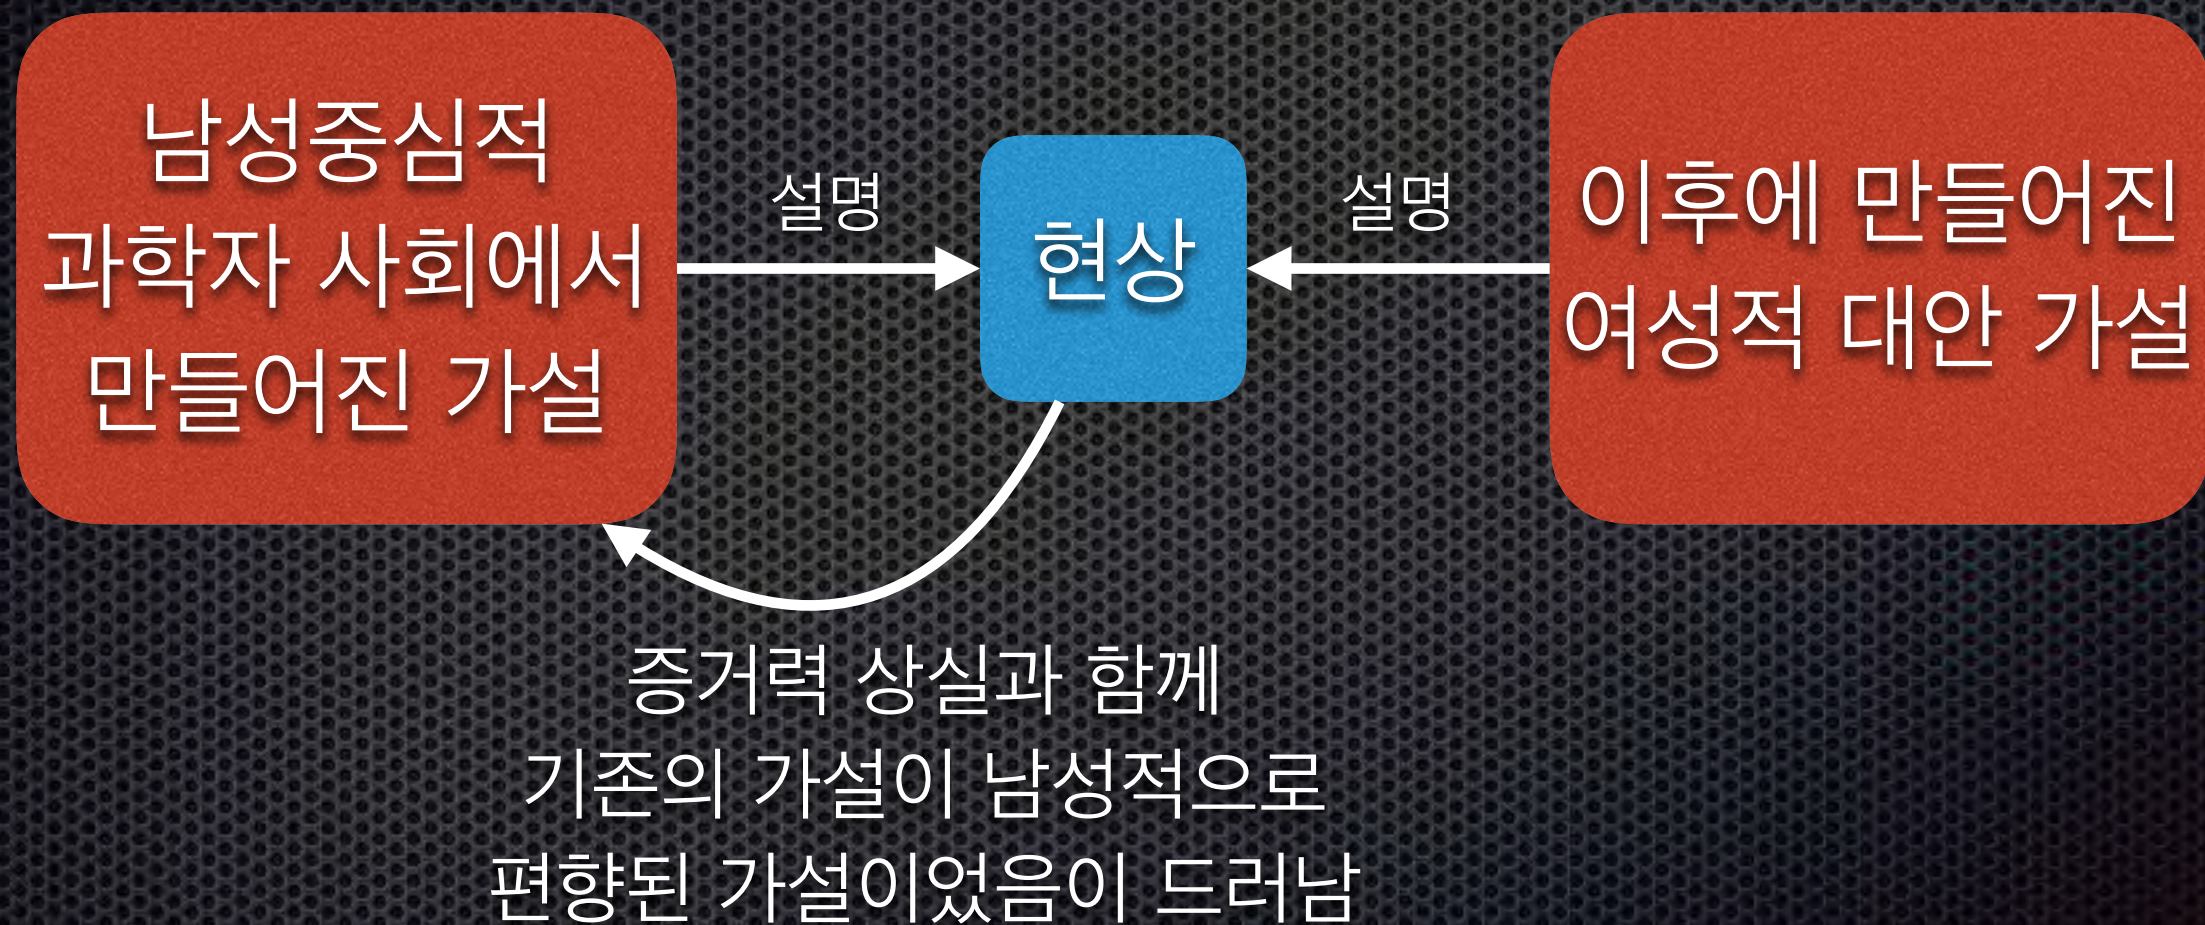 남성중심적
과학자 사회에서
만들어진 가설
설명
현상
설명
이후에 만들어진
여성적 대안 가설
증거력 상실과 함께
기존의 가설이 남성적으로
편향된 가설이었음이 드러남